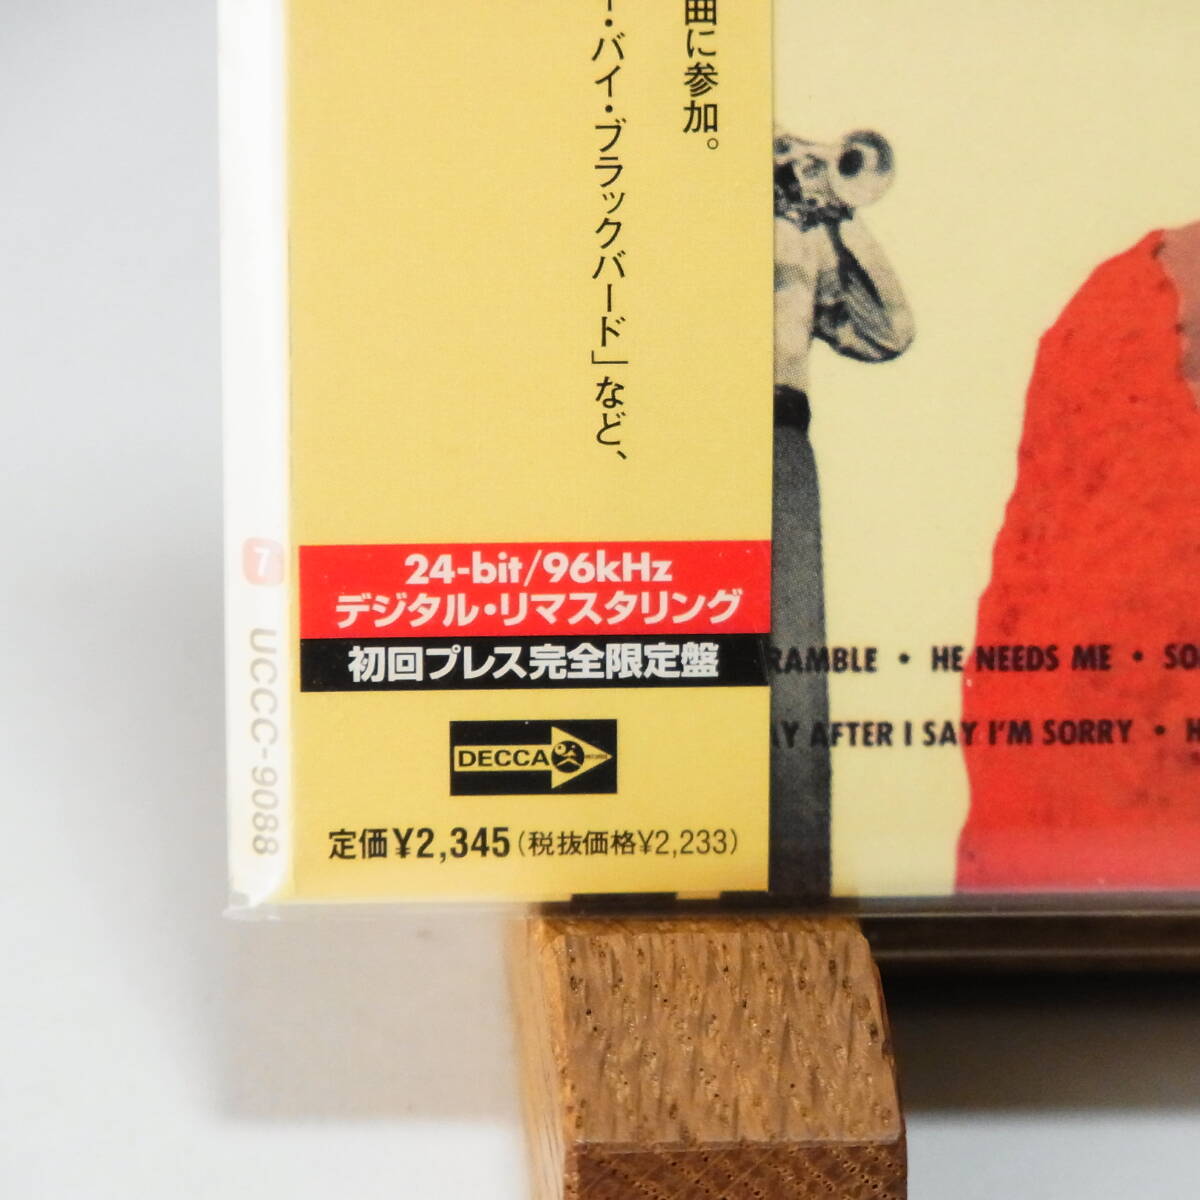 曲に参加。
ー・バイ・ブラックバード」など、
24-bit/96kHz
デジタル・リマスタリング
初回プレス完全限定盤
DECCA
定価¥2,345(税抜価格¥2,233)
7
UCCC-9088
RAMBLE • HE NEEDS ME • SO
AY AFTER I SAY I'M SORRY • H